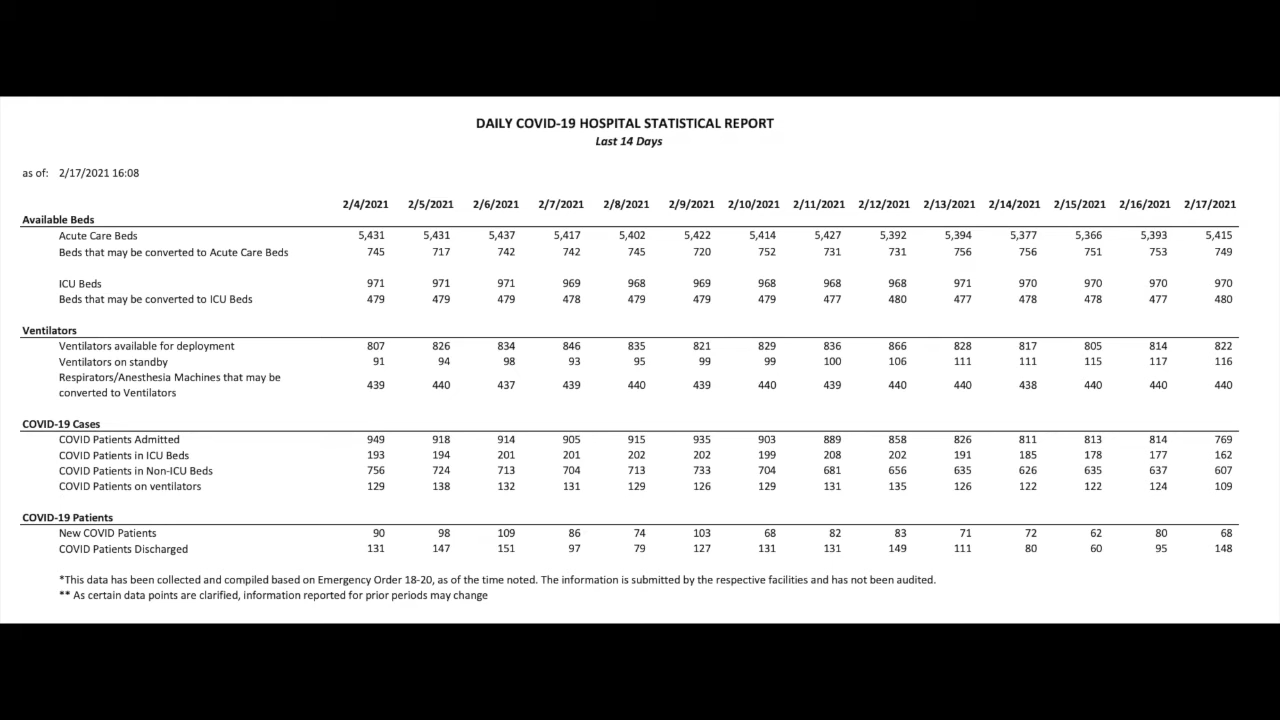 DAILY COVID-19 HOSPITAL STATISTICAL REPORT
Last 14 Days
as of: 2/17/2021 16:08
2/4/2021 2/5/2021 2/6/2021 2/7/2021 2/8/2021 2/9/2021 2/10/2021 2/11/2021 2/12/2021 2/13/2021 2/14/2021 2/15/2021 2/16/2021 2/17/2021
Available Beds
Acute Care Beds 5,431 5,431 5,437 5,417 5,402 5,422 5,414 5,427 5,392 5,394 5,377 5,366 5,393 5,415
Beds that may be converted to Acute Care Beds 745 717 742 742 745 720 752 731 731 756 756 751 753 749
ICU Beds 971 971 971 969 968 969 968 968 968 971 970 970 970 970
Beds that may be converted to ICU Beds 479 479 479 478 479 479 479 477 480 477 478 478 477 480
Ventilators
Ventilators available for deployment 807 826 834 846 835 821 829 836 866 828 817 805 814 822
Ventilators on standby 91 94 98 93 95 99 99 100 106 111 111 115 117 116
Respirators/Anesthesia Machines that may be
converted to Ventilators 439 440 437 439 440 439 440 439 440 440 438 440 440 440
COVID-19 Cases
COVID Patients Admitted 949 918 914 905 915 935 903 889 858 826 811 813 814 769
COVID Patients in ICU Beds 193 194 201 201 202 202 199 208 202 191 185 178 177 162
COVID Patients in Non-ICU Beds 756 724 713 704 713 733 704 681 656 635 626 635 637 607
COVID Patients on ventilators 129 138 132 131 129 126 129 131 135 126 122 122 124 109
COVID-19 Patients
New COVID Patients 90 98 109 86 74 103 68 82 83 71 72 62 80 68
COVID Patients Discharged 131 147 151 97 79 127 131 131 149 111 80 60 95 148
*This data has been collected and compiled based on Emergency Order 18-20, as of the time noted. The information is submitted by the respective facilities and has not been audited.
** As certain data points are clarified, information reported for prior periods may change